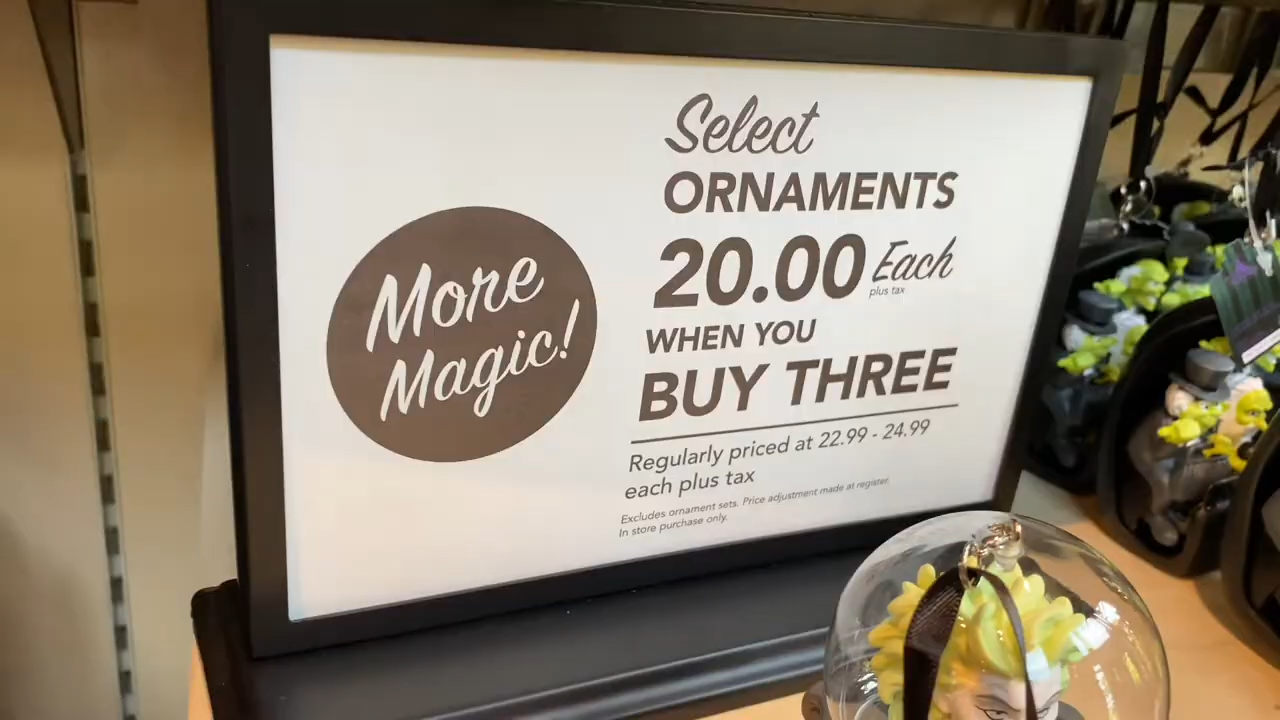 More
Magic!
Select
ORNAMENTS
20.00 Each
plus tax
WHEN YOU
BUY THREE
Regularly priced at 22.99 - 24.99
each plus tax
Excludes ornament sets. Price adjustment made at register.
In store purchase only.